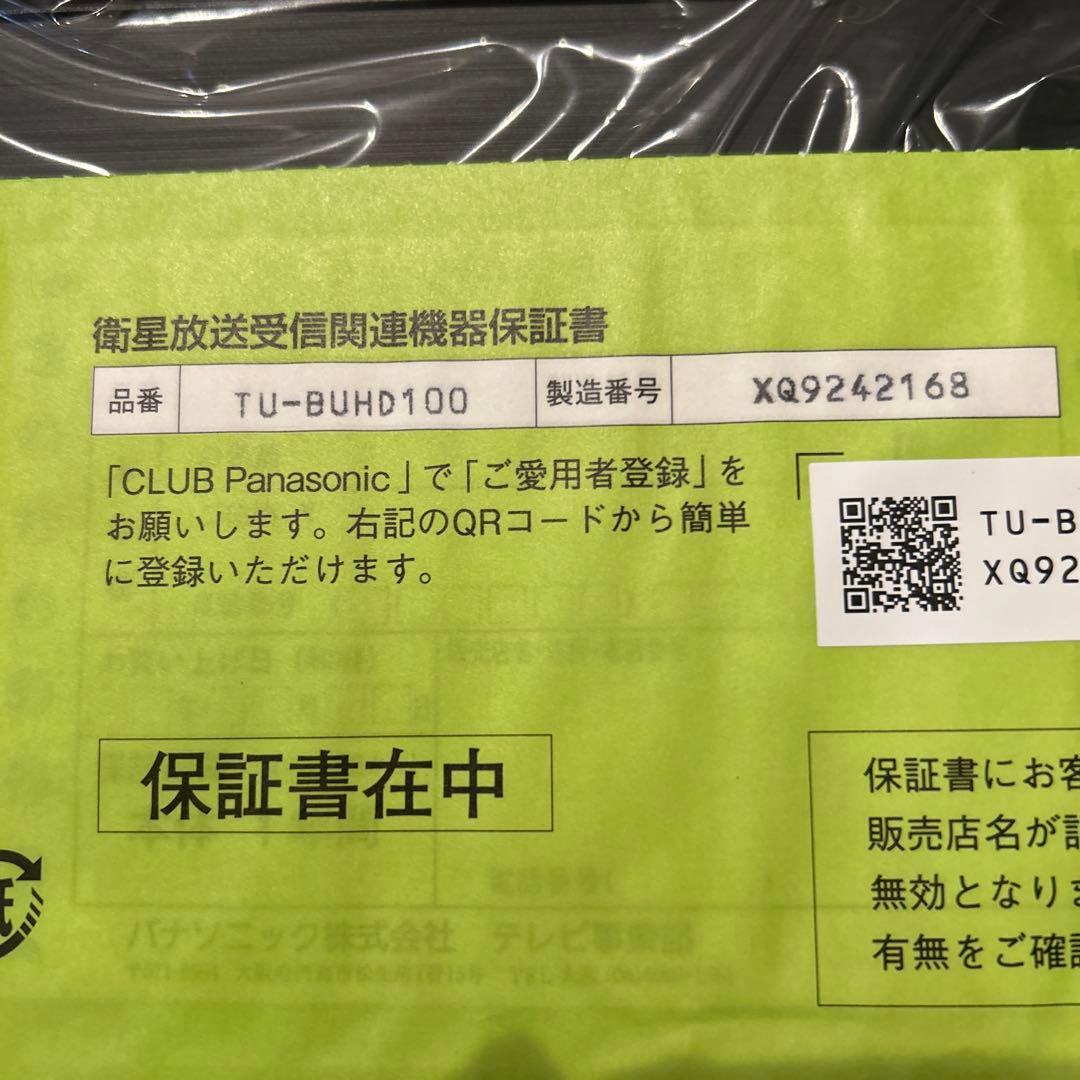 衛星放送受信関連機器保証書
品番 TU-BUHD100 製造番号 XQ9242168
「CLUB Panasonic」で「ご愛用者登録」を
お願いします。右記のQRコードから簡単
に登録いただけます。
TU-B
XQ92
保証書在中
保証書にお客
販売店名が記
無効となりま
有無をご確認
パナソニック株式会社 テレビ事業部